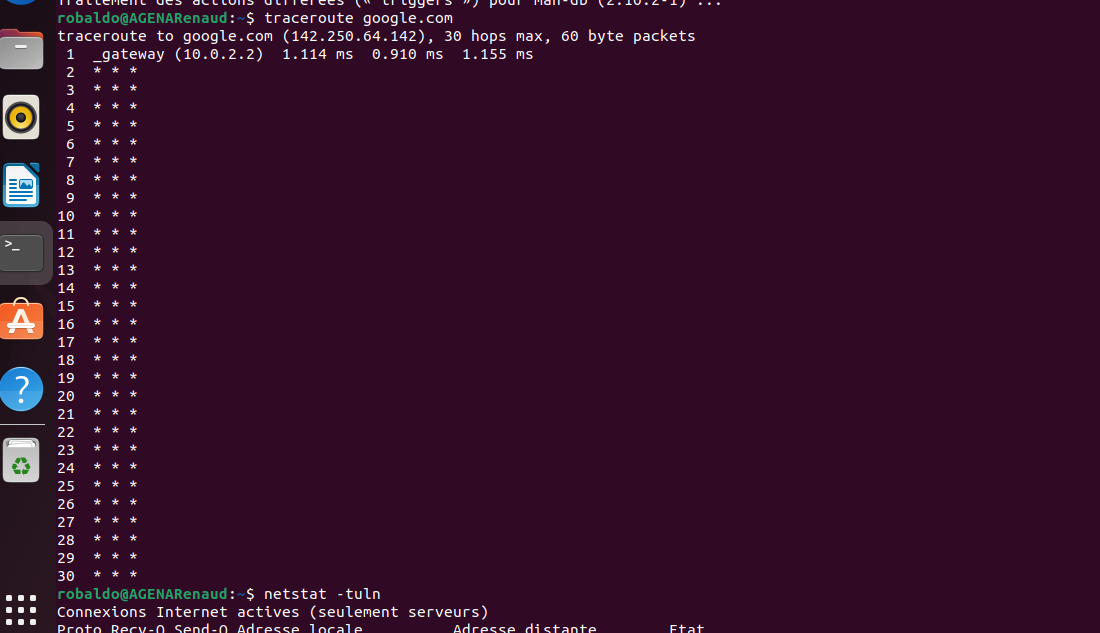 Traitement des actions différées (« triggers ») pour man-db (2.10.2-1) ...
robaldo@AGENARenaud:~$ traceroute google.com
traceroute to google.com (142.250.64.142), 30 hops max, 60 byte packets
 1  _gateway (10.0.2.2)  1.114 ms  0.910 ms  1.155 ms
 2  * * *
 3  * * *
 4  * * *
 5  * * *
 6  * * *
 7  * * *
 8  * * *
 9  * * *
10  * * *
11  * * *
12  * * *
13  * * *
14  * * *
15  * * *
16  * * *
17  * * *
18  * * *
19  * * *
20  * * *
21  * * *
22  * * *
23  * * *
24  * * *
25  * * *
26  * * *
27  * * *
28  * * *
29  * * *
30  * * *
robaldo@AGENARenaud:~$ netstat -tuln
Connexions Internet actives (seulement serveurs)
Proto Recv-Q Send-Q Adresse locale          Adresse distante        Etat